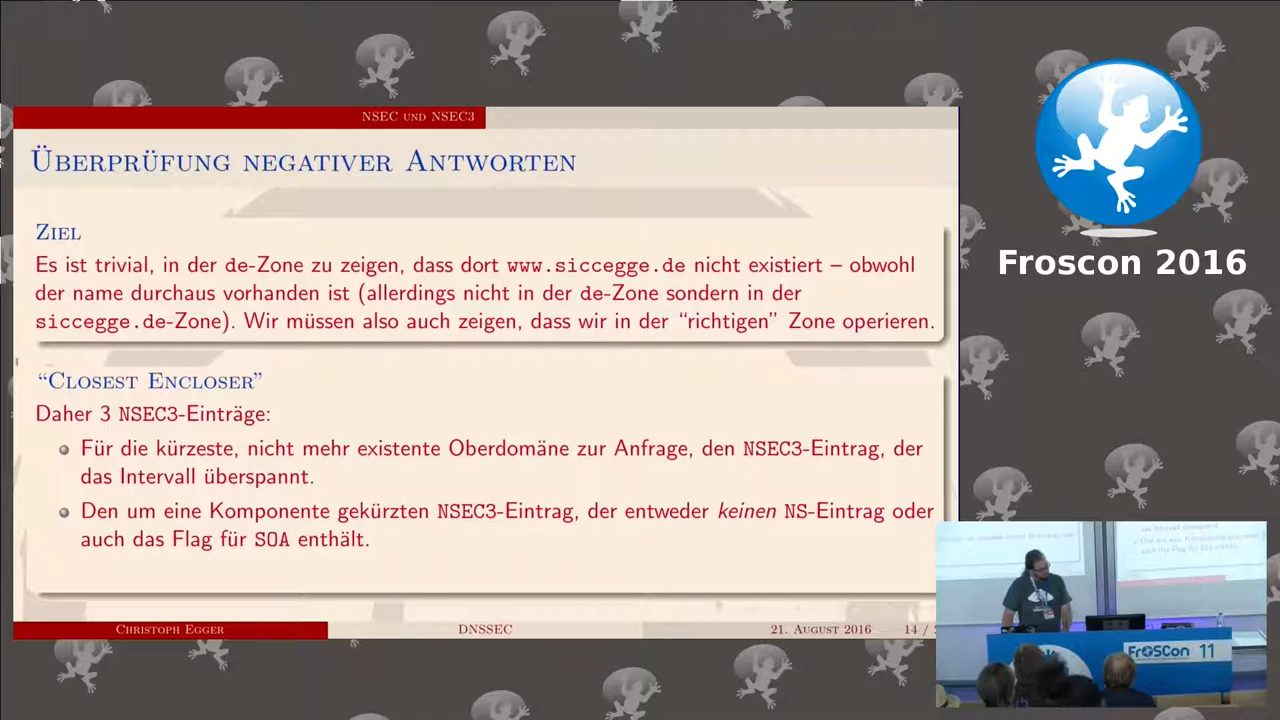 NSEC und NSEC3
Überprüfung negativer Antworten
Ziel
Es ist trivial, in der de-Zone zu zeigen, dass dort www.siccegge.de nicht existiert – obwohl
der name durchaus vorhanden ist (allerdings nicht in der de-Zone sondern in der
siccegge.de-Zone). Wir müssen also auch zeigen, dass wir in der “richtigen” Zone operieren.
“Closest Encloser”
Daher 3 NSEC3-Einträge:
Für die kürzeste, nicht mehr existente Oberdomäne zur Anfrage, den NSEC3-Eintrag, der
das Intervall überspannt.
Den um eine Komponente gekürzten NSEC3-Eintrag, der entweder keinen NS-Eintrag oder
auch das Flag für SOA enthält.
Christoph Egger
DNSSEC
21. August 2016
14 /
Froscon 2016
FrOSCon 11